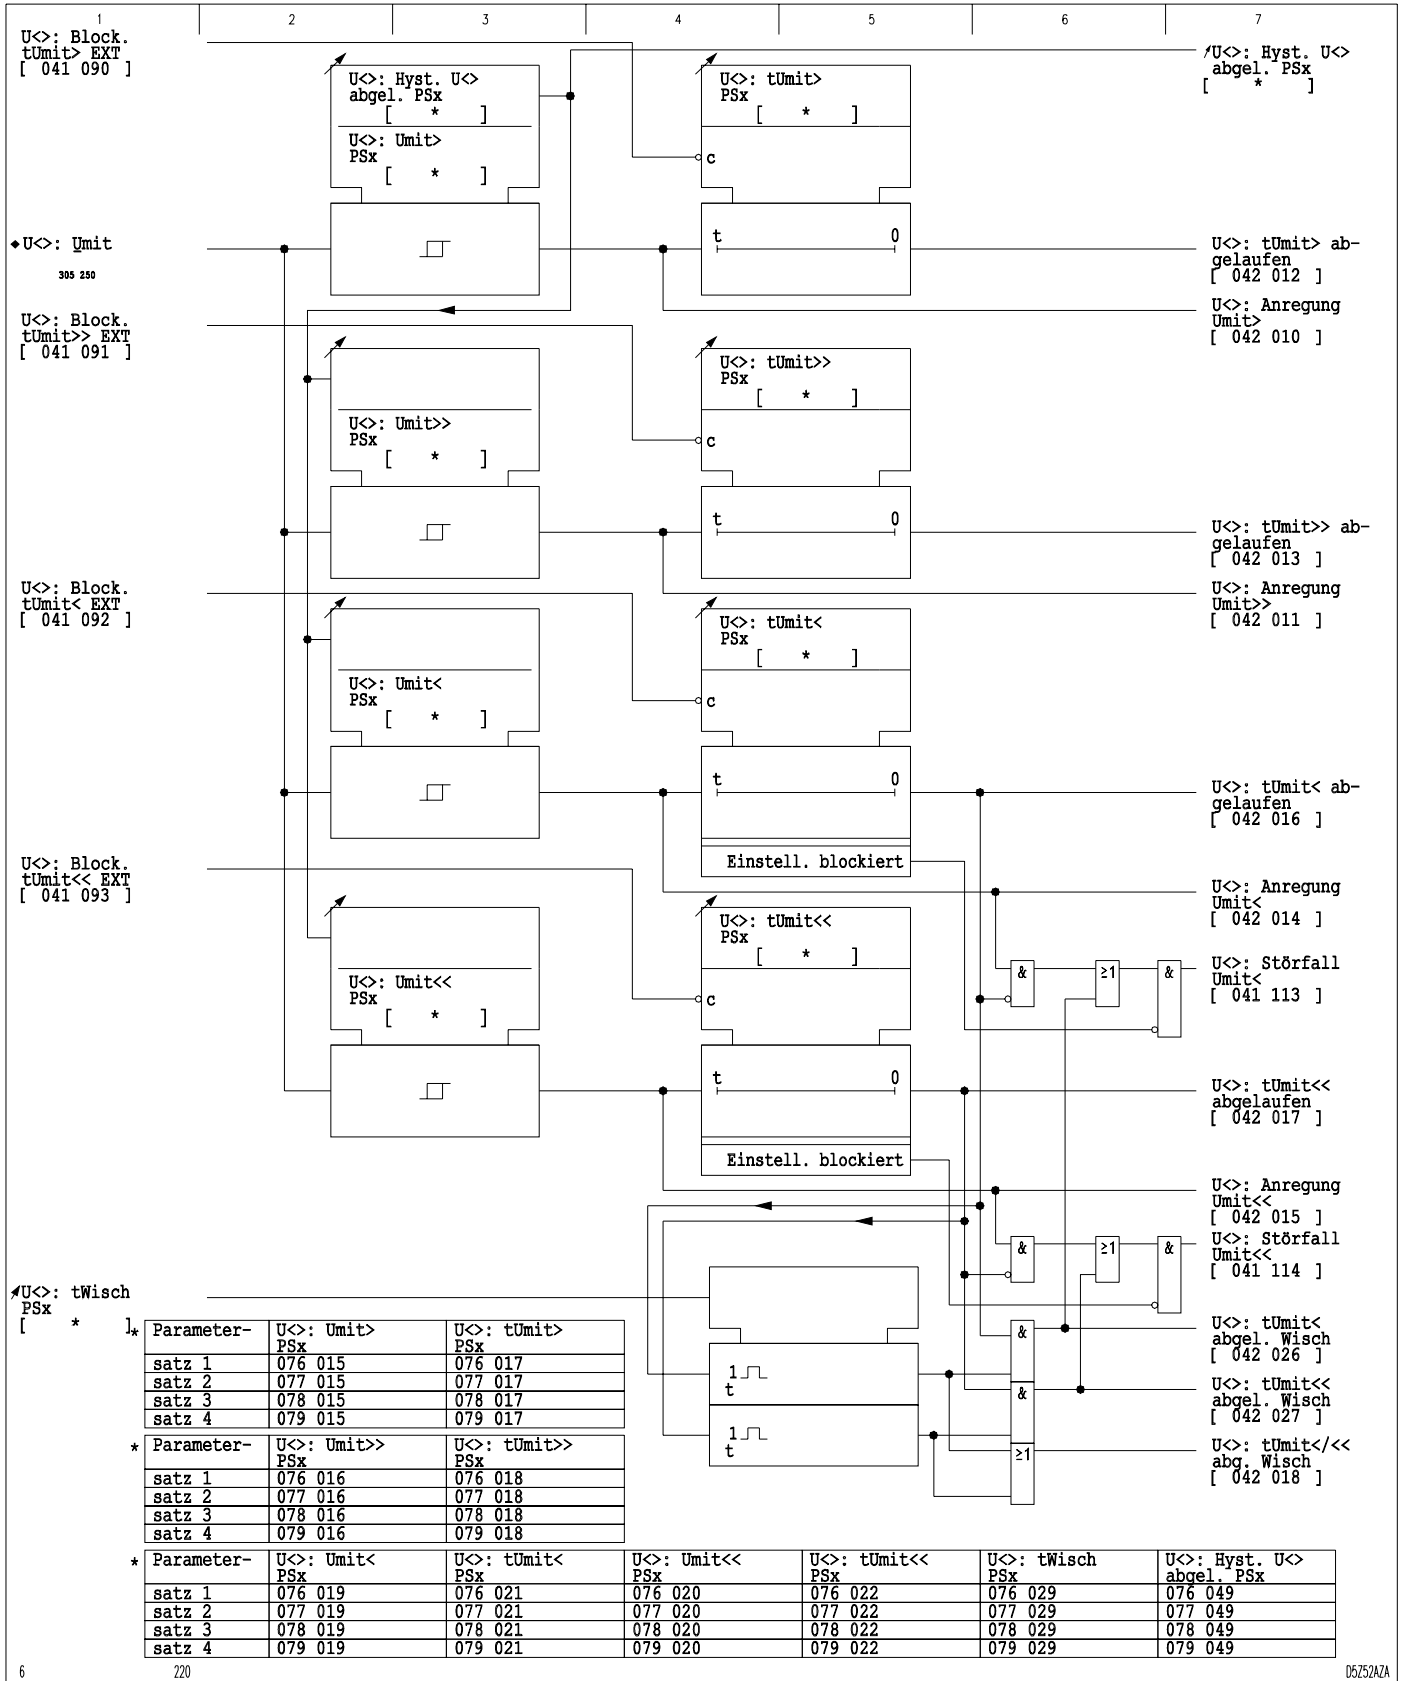 1 2 3 4 5 6 7
U<>: Block.
tUmit> EXT
[ 041 090 ]
U<>: Hyst. U<>
abgel. PSx
[ * ]
U<>: Umit>
PSx
[ * ]
U<>: tUmit>
PSx
[ * ]
c
U<>: Hyst. U<>
abgel. PSx
[ * ]
U<>: Umit
305 250
t 0
U<>: tUmit> ab-
gelaufen
[ 042 012 ]
U<>: Anregung
Umit>
[ 042 010 ]
U<>: Block.
tUmit>> EXT
[ 041 091 ]
U<>: Umit>>
PSx
[ * ]
U<>: tUmit>>
PSx
[ * ]
c
t 0
U<>: tUmit>> ab-
gelaufen
[ 042 013 ]
U<>: Anregung
Umit>>
[ 042 011 ]
U<>: Block.
tUmit< EXT
[ 041 092 ]
U<>: Umit<
PSx
[ * ]
U<>: tUmit<
PSx
[ * ]
c
t 0
Einstell. blockiert
U<>: tUmit< ab-
gelaufen
[ 042 016 ]
U<>: Anregung
Umit<
[ 042 014 ]
& ≥1 &
U<>: Störfall
Umit<
[ 041 113 ]
U<>: Block.
tUmit<< EXT
[ 041 093 ]
U<>: Umit<<
PSx
[ * ]
U<>: tUmit<<
PSx
[ * ]
c
t 0
Einstell. blockiert
U<>: tUmit<<
abgelaufen
[ 042 017 ]
U<>: Anregung
Umit<<
[ 042 015 ]
& ≥1 &
U<>: Störfall
Umit<<
[ 041 114 ]
U<>: tWisch
PSx
[ * ]
1
t
1
t
&
&
≥1
U<>: tUmit<
abgel. Wisch
[ 042 026 ]
U<>: tUmit<<
abgel. Wisch
[ 042 027 ]
U<>: tUmit</<<
abg. Wisch
[ 042 018 ]
* Parameter- U<>: Umit> U<>: tUmit>
PSx PSx
satz 1 076 015 076 017
satz 2 077 015 077 017
satz 3 078 015 078 017
satz 4 079 015 079 017
* Parameter- U<>: Umit>> U<>: tUmit>>
PSx PSx
satz 1 076 016 076 018
satz 2 077 016 077 018
satz 3 078 016 078 018
satz 4 079 016 079 018
* Parameter- U<>: Umit< U<>: tUmit< U<>: Umit<< U<>: tUmit<< U<>: tWisch U<>: Hyst. U<>
PSx PSx PSx PSx PSx abgel. PSx
satz 1 076 019 076 021 076 020 076 022 076 029 076 049
satz 2 077 019 077 021 077 020 077 022 077 029 077 049
satz 3 078 019 078 021 078 020 078 022 078 029 078 049
satz 4 079 019 079 021 079 020 079 022 079 029 079 049
6 220 D5Z52AZA